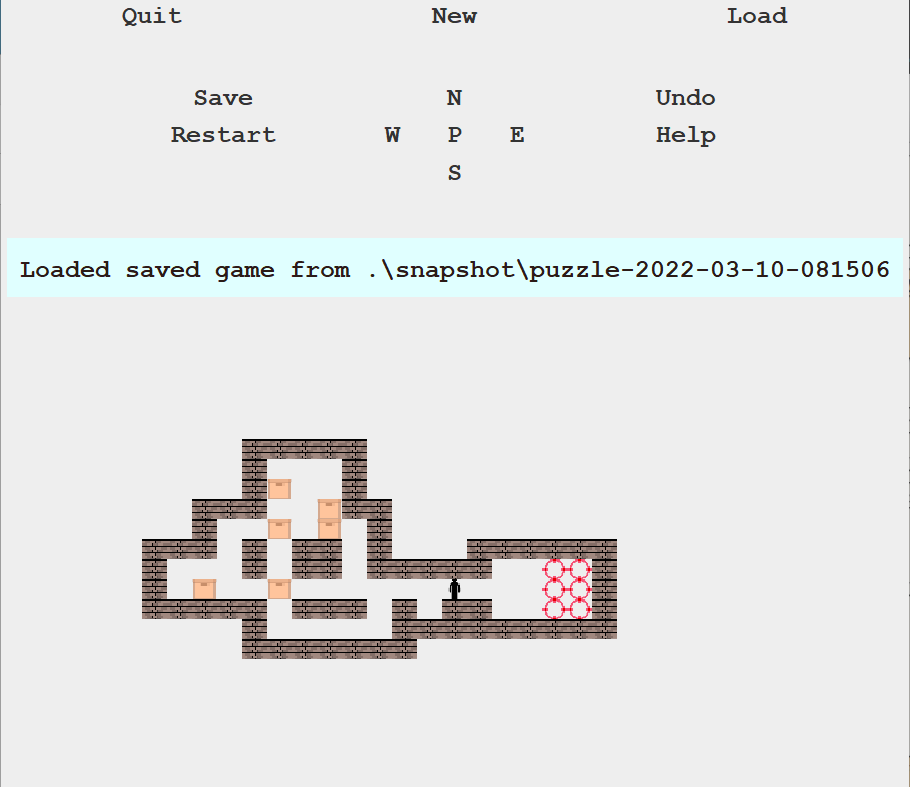 Quit New Load
Save N Undo
Restart W P E Help
S
Loaded saved game from .\snapshot\puzzle-2022-03-10-081506